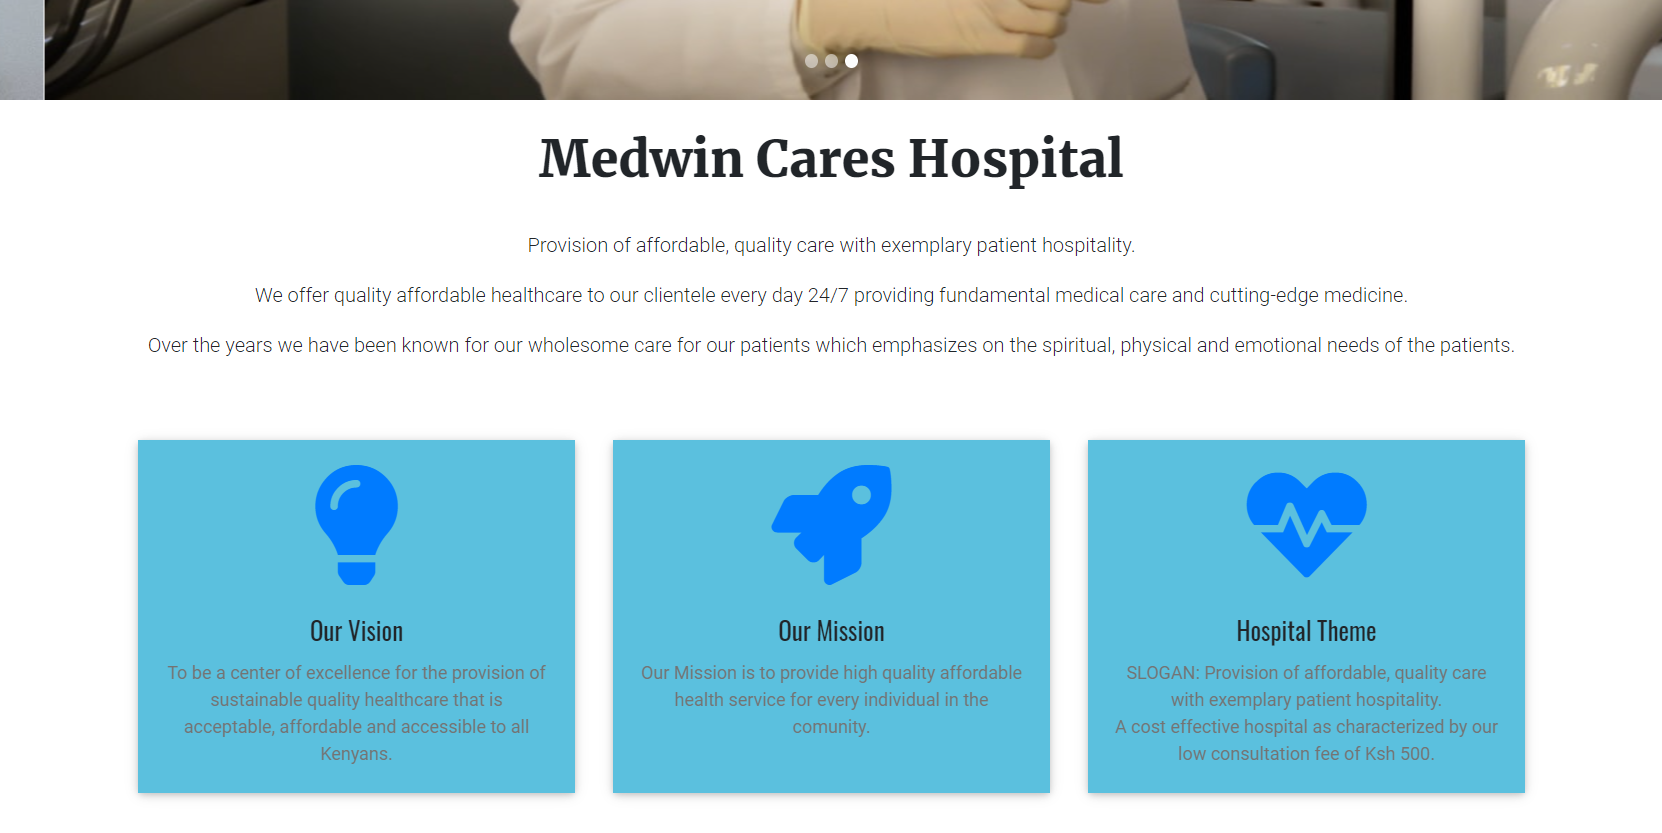 Medwin Cares Hospital
Provision of affordable, quality care with exemplary patient hospitality.
We offer quality affordable healthcare to our clientele every day 24/7 providing fundamental medical care and cutting-edge medicine.
Over the years we have been known for our wholesome care for our patients which emphasizes on the spiritual, physical and emotional needs of the patients.
Our Vision
To be a center of excellence for the provision of
sustainable quality healthcare that is
acceptable, affordable and accessible to all
Kenyans.
Our Mission
Our Mission is to provide high quality affordable
health service for every individual in the
comunity.
Hospital Theme
SLOGAN: Provision of affordable, quality care
with exemplary patient hospitality.
A cost effective hospital as characterized by our
low consultation fee of Ksh 500.